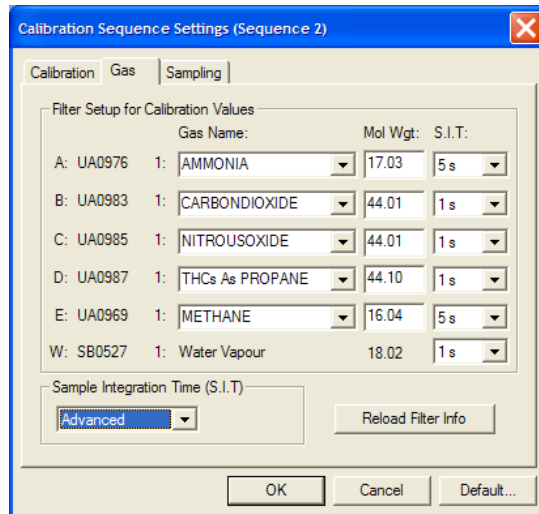 Calibration Sequence Settings (Sequence 2)
Calibration Gas Sampling
Filter Setup for Calibration Values
Gas Name: Mol Wgt: S.I.T:
A: UA0976 1: AMMONIA 17.03 5 s
B: UA0983 1: CARBONDIOXIDE 44.01 1 s
C: UA0985 1: NITROUSOXIDE 44.01 1 s
D: UA0987 1: THCs As PROPANE 44.10 1 s
E: UA0969 1: METHANE 16.04 5 s
W: SB0527 1: Water Vapour 18.02 1 s
Sample Integration Time (S.I.T)
Advanced Reload Filter Info
OK Cancel Default...